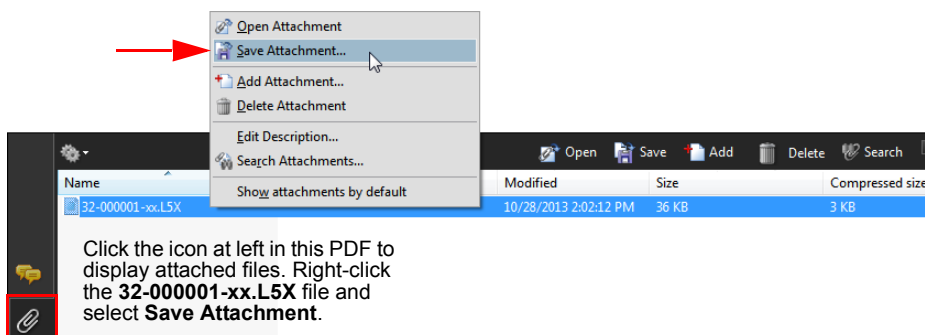 Open Attachment
Save Attachment...
Add Attachment...
Delete Attachment
Edit Description...
Search Attachments...
Show attachments by default
Open Save Add Delete Search
Name Modified Size Compressed size
32-000001-xx.L5X 10/28/2013 2:02:12 PM 36 KB 3 KB
Click the icon at left in this PDF to
display attached files. Right-click
the 32-000001-xx.L5X file and
select Save Attachment.